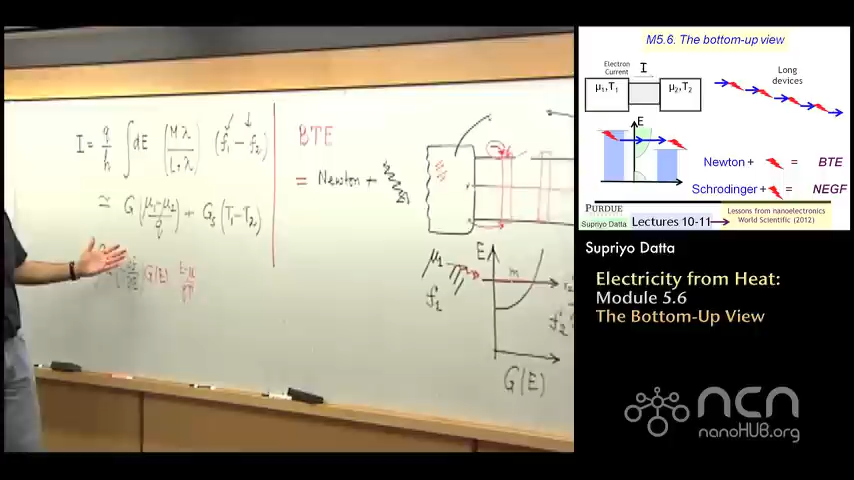 I = q/h ∫dE (Mλ/L+λ) (f₁ − f₂)
≅ G (μ₁−μ₂)/q + Gₛ (T₁−T₂)
G(E) E-μ
BTE
= Newton +
E
μ₁
f₁
m
f₂
G(E)
M5.6. The bottom-up view
Electron
Current
I
μ₁,T₁
μ₂,T₂
Long
devices
E
Newton + = BTE
Schrodinger + = NEGF
PURDUE
Supriyo Datta
Lectures 10-11
Lessons from nanoelectronics
World Scientific (2012)
Supriyo Datta
Electricity from Heat:
Module 5.6
The Bottom-Up View
ncn
nanoHUB.org